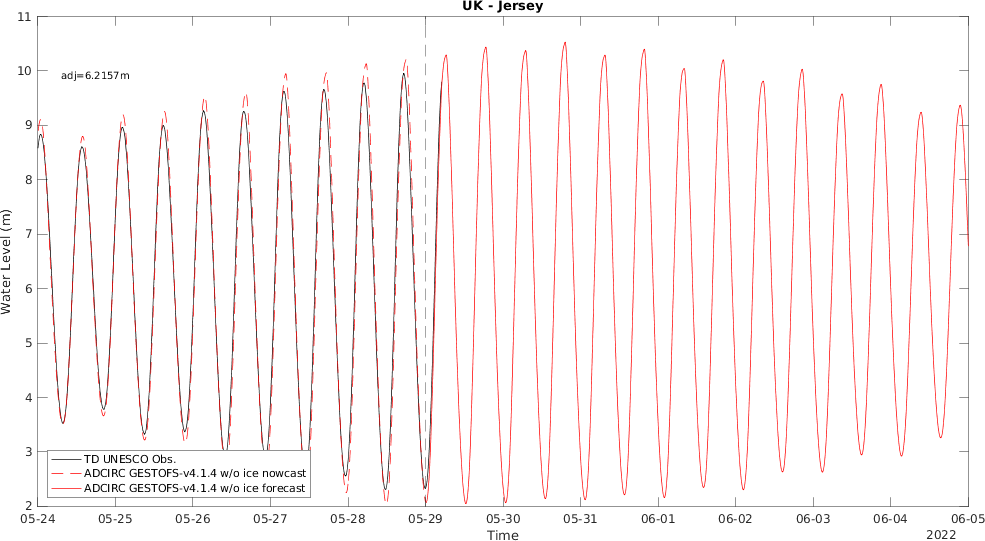 UK - Jersey
11
10
9
8
7
6
5
4
3
2
Water Level (m)
adj=6.2157m
TD UNESCO Obs.
ADCIRC GESTOFS-v4.1.4 w/o ice nowcast
ADCIRC GESTOFS-v4.1.4 w/o ice forecast
05-24 05-25 05-26 05-27 05-28 05-29 05-30 05-31 06-01 06-02 06-03 06-04 06-05
Time
2022